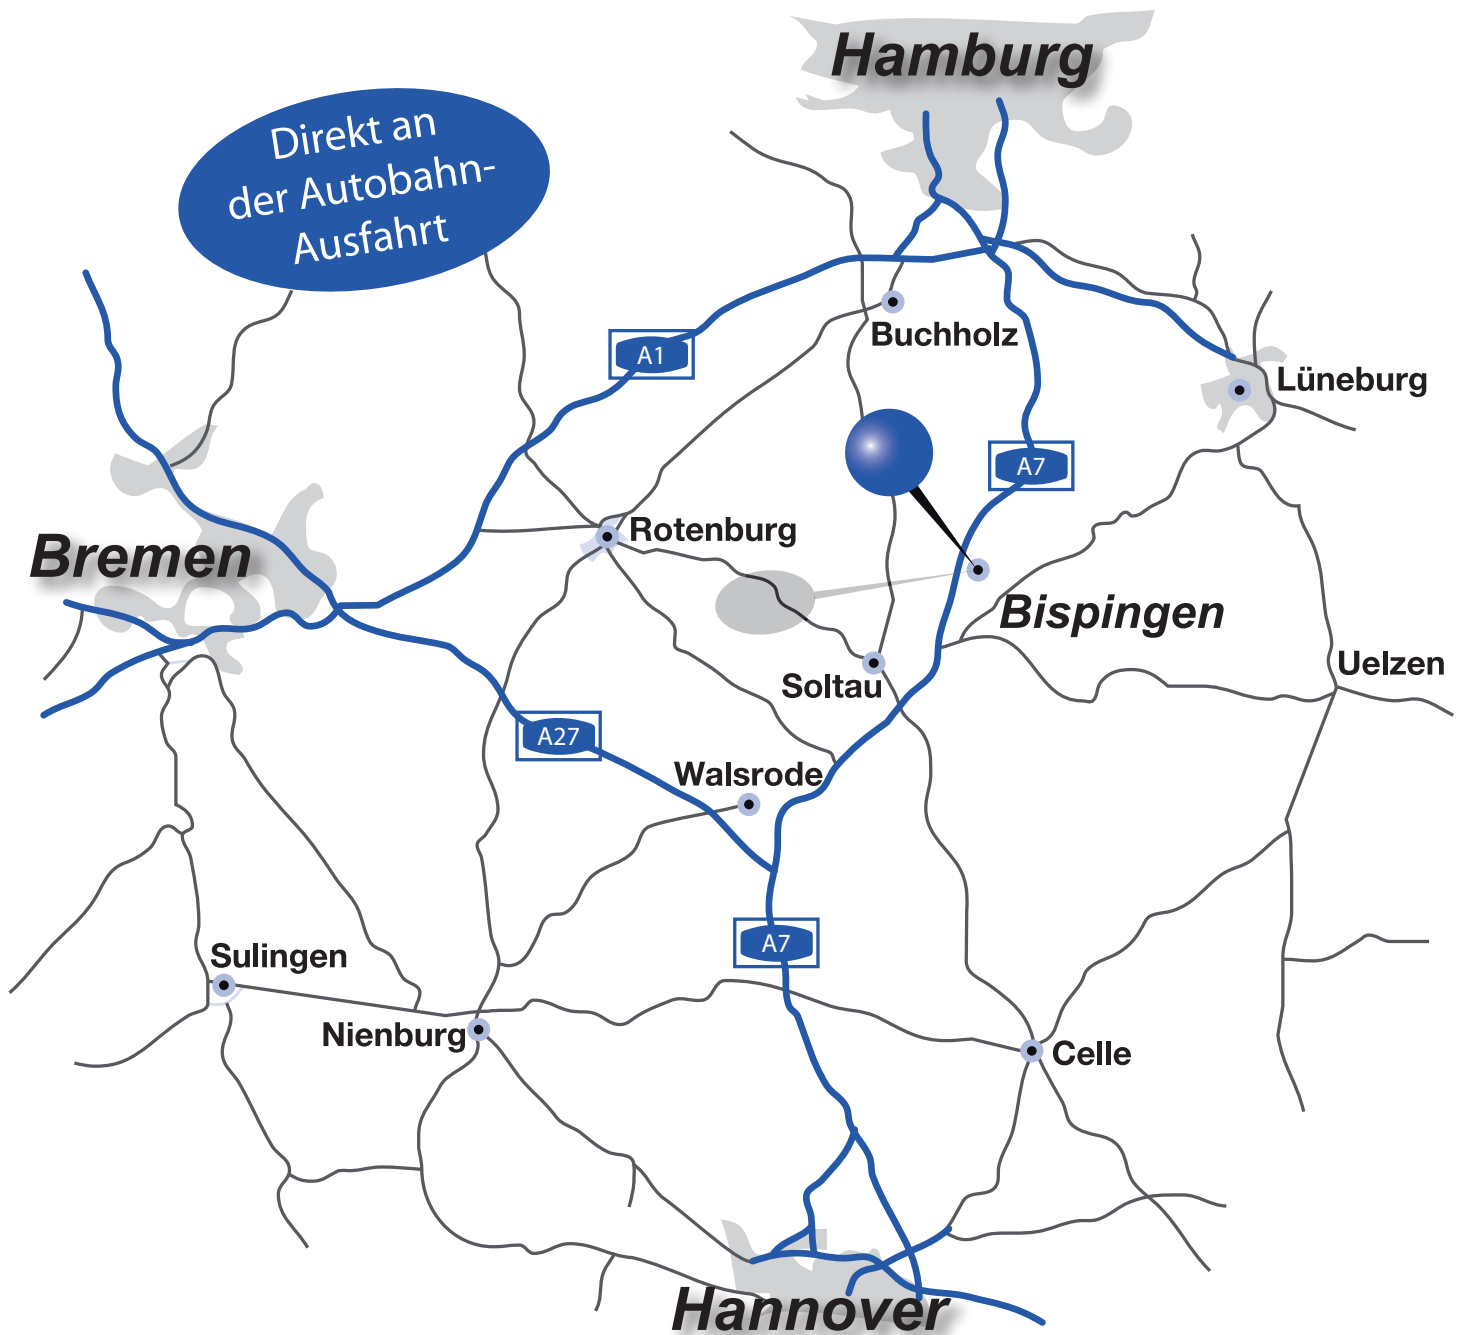 Hamburg
Direkt an
der Autobahn-
Ausfahrt
Buchholz
A1
Lüneburg
A7
Rotenburg
Bremen
Bispingen
Uelzen
Soltau
A27
Walsrode
A7
Sulingen
Nienburg
Celle
Hannover